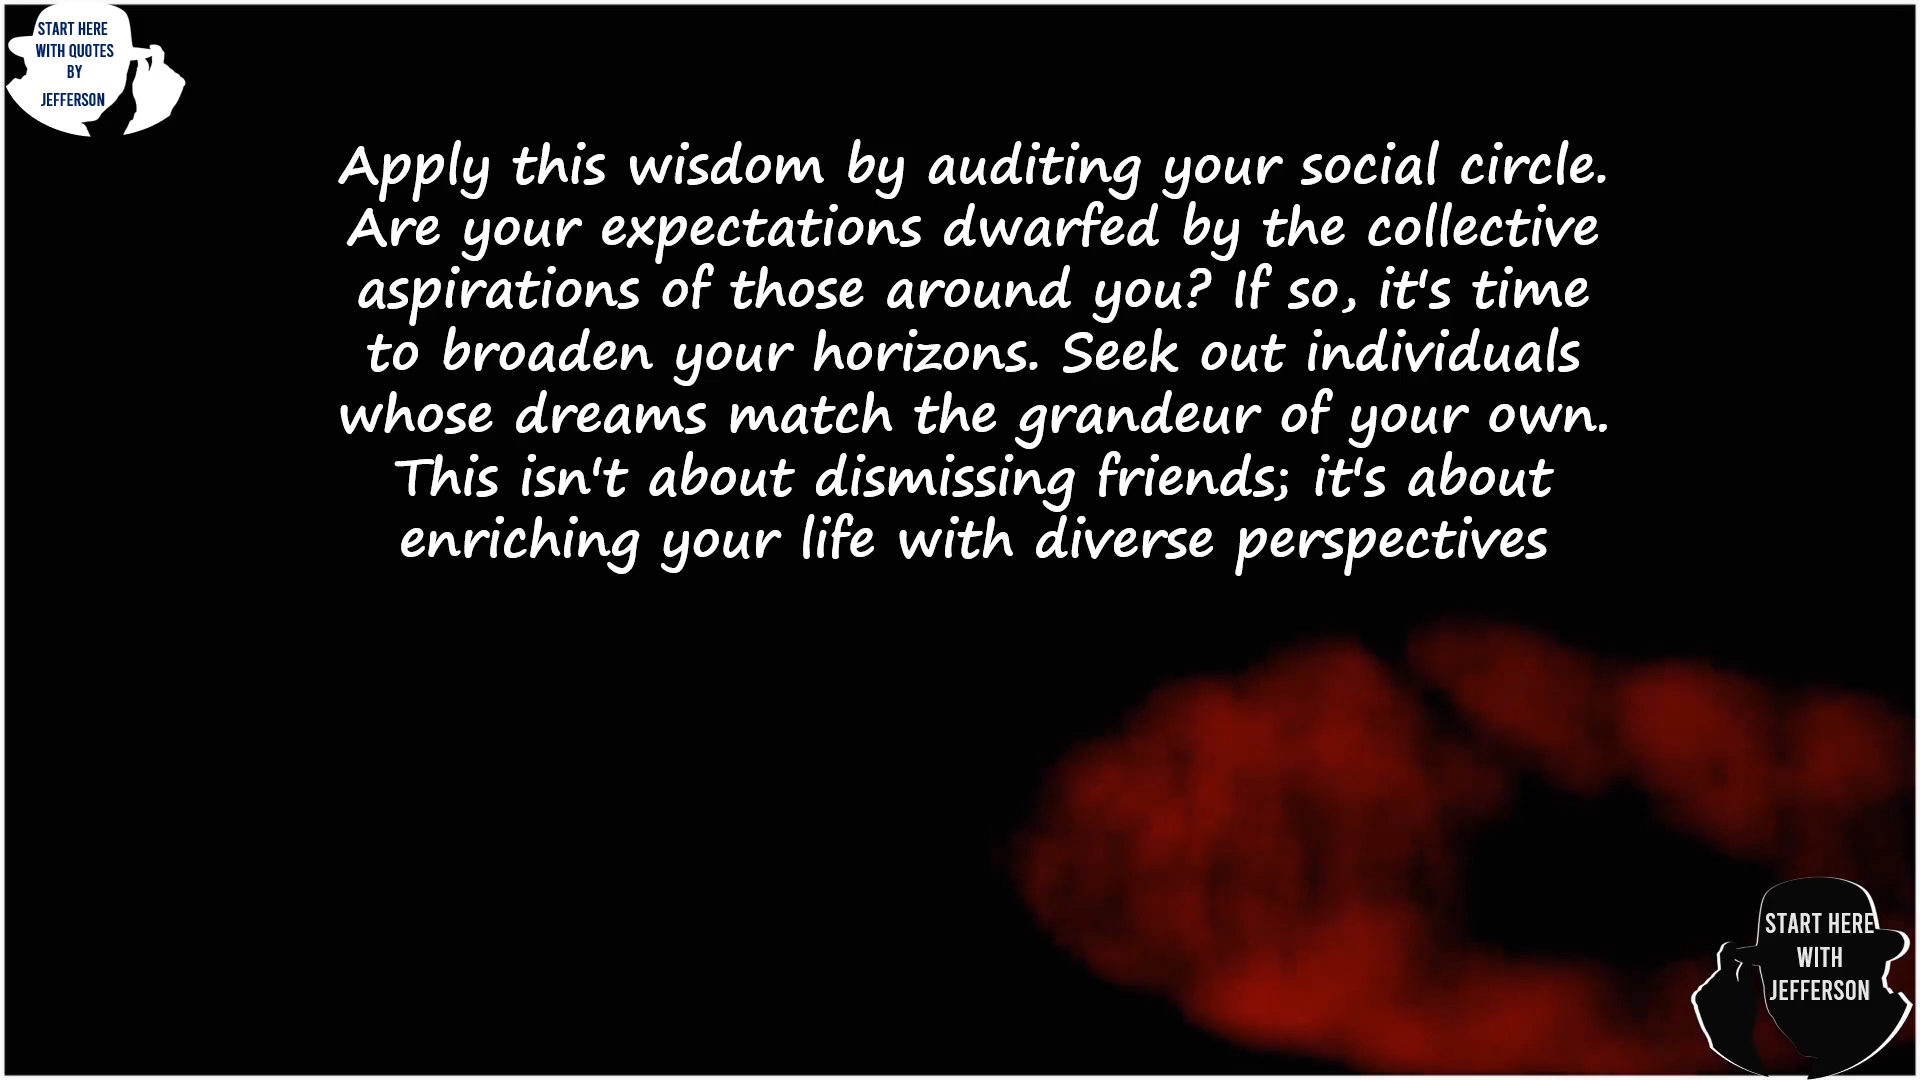 START HERE
WITH QUOTES
BY
JEFFERSON
Apply this wisdom by auditing your social circle.
Are your expectations dwarfed by the collective
aspirations of those around you? If so, it's time
to broaden your horizons. Seek out individuals
whose dreams match the grandeur of your own.
This isn't about dismissing friends; it's about
enriching your life with diverse perspectives
START HERE
WITH
JEFFERSON